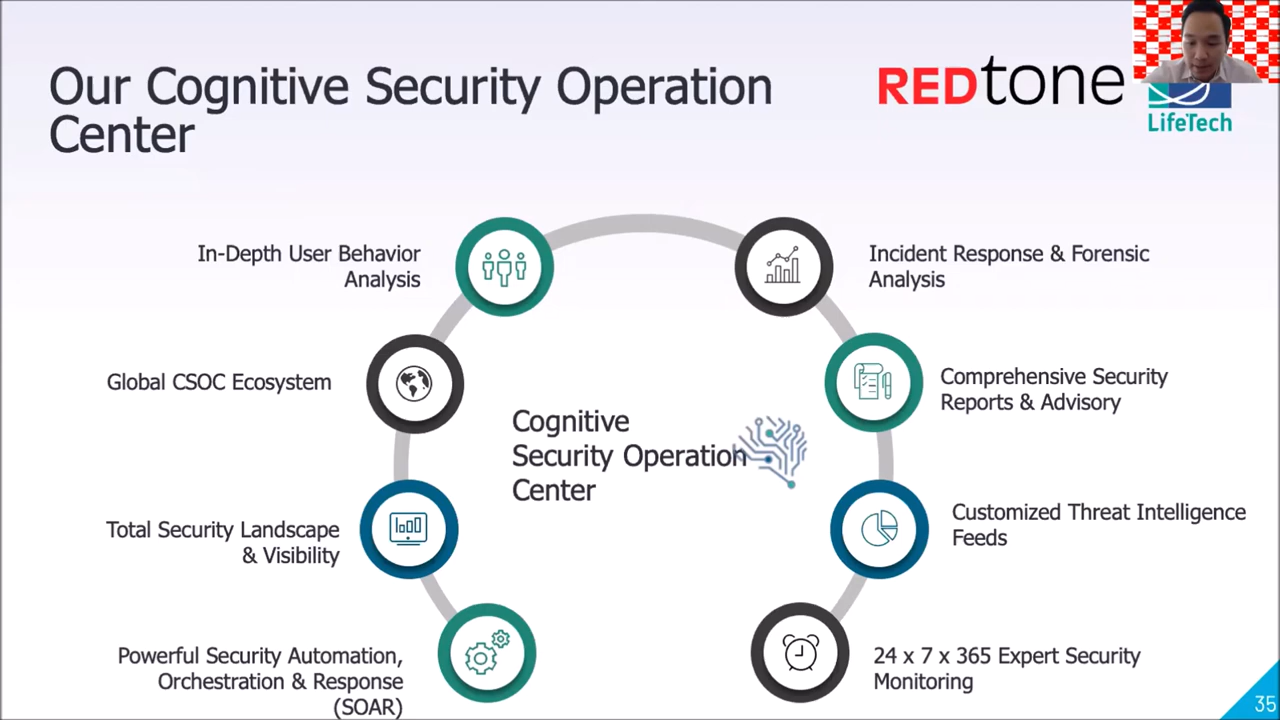 Our Cognitive Security Operation
Center
REDtone
LifeTech
In-Depth User Behavior
Analysis
Incident Response & Forensic
Analysis
Global CSOC Ecosystem
Comprehensive Security
Reports & Advisory
Cognitive
Security Operation
Center
Total Security Landscape
& Visibility
Customized Threat Intelligence
Feeds
Powerful Security Automation,
Orchestration & Response
(SOAR)
24 x 7 x 365 Expert Security
Monitoring
35